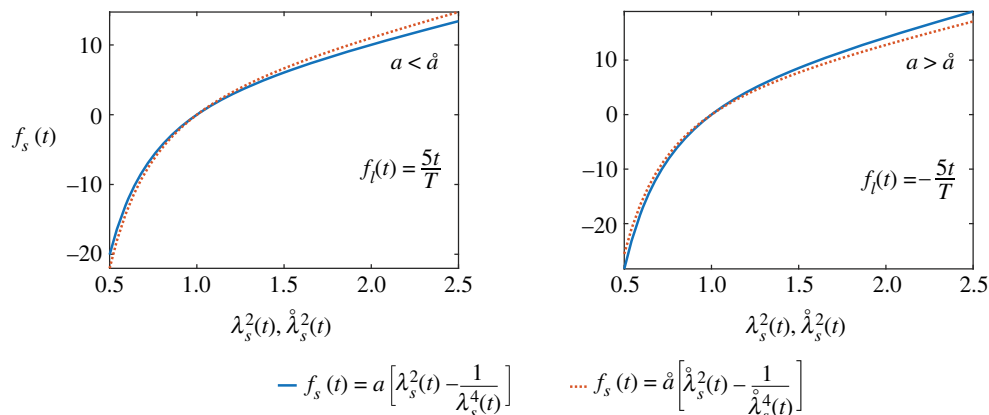 10
0
−10
−20
f_s (t)
a < å
f_l(t) = 5t/T
0.5 1.0 1.5 2.0 2.5
λ_s^2(t), λ̊_s^2(t)
10
0
−10
−20
a > å
f_l(t) = −5t/T
0.5 1.0 1.5 2.0 2.5
λ_s^2(t), λ̊_s^2(t)
f_s (t) = a[λ_s^2(t) − 1/λ_s^4(t)]
f_s (t) = å[λ̊_s^2(t) − 1/λ̊_s^4(t)]